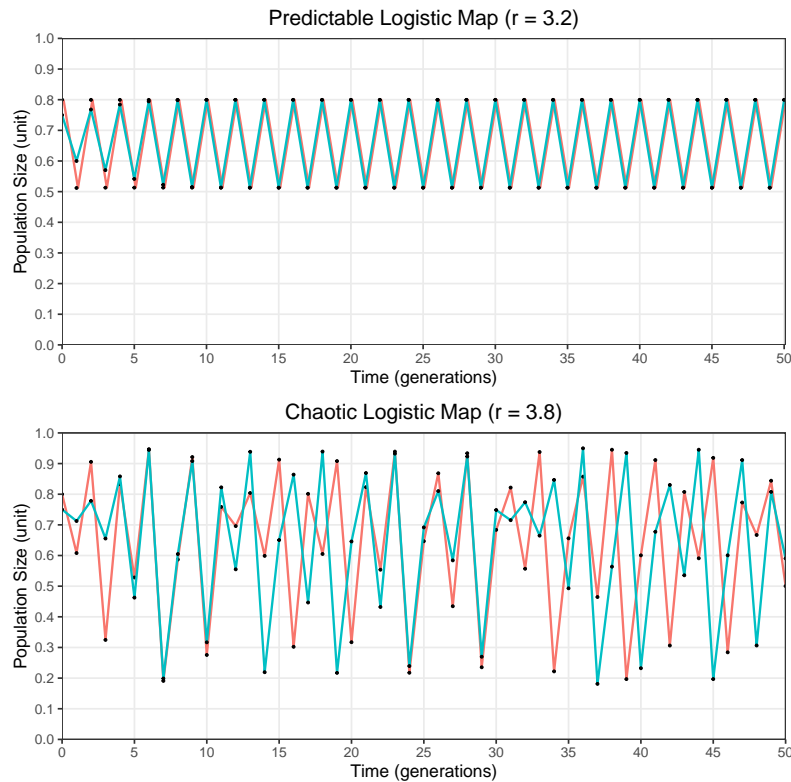 Predictable Logistic Map (r = 3.2)
Population Size (unit)
1.0
0.9
0.8
0.7
0.6
0.5
0.4
0.3
0.2
0.1
0.0
0 5 10 15 20 25 30 35 40 45 50
Time (generations)
Chaotic Logistic Map (r = 3.8)
Population Size (unit)
1.0
0.9
0.8
0.7
0.6
0.5
0.4
0.3
0.2
0.1
0.0
0 5 10 15 20 25 30 35 40 45 50
Time (generations)